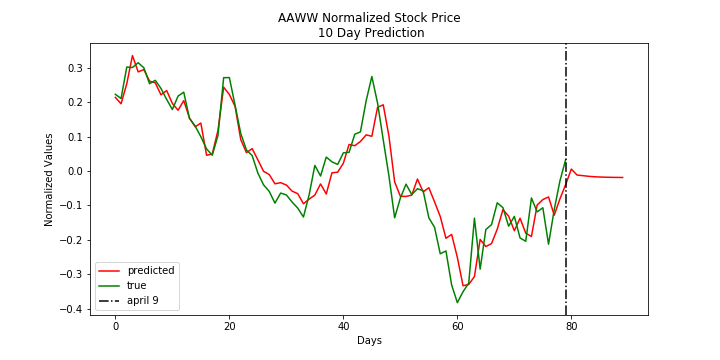 AAWW Normalized Stock Price
10 Day Prediction
Normalized Values
0.3
0.2
0.1
0.0
−0.1
−0.2
−0.3
−0.4
predicted
true
april 9
0 20 40 60 80
Days